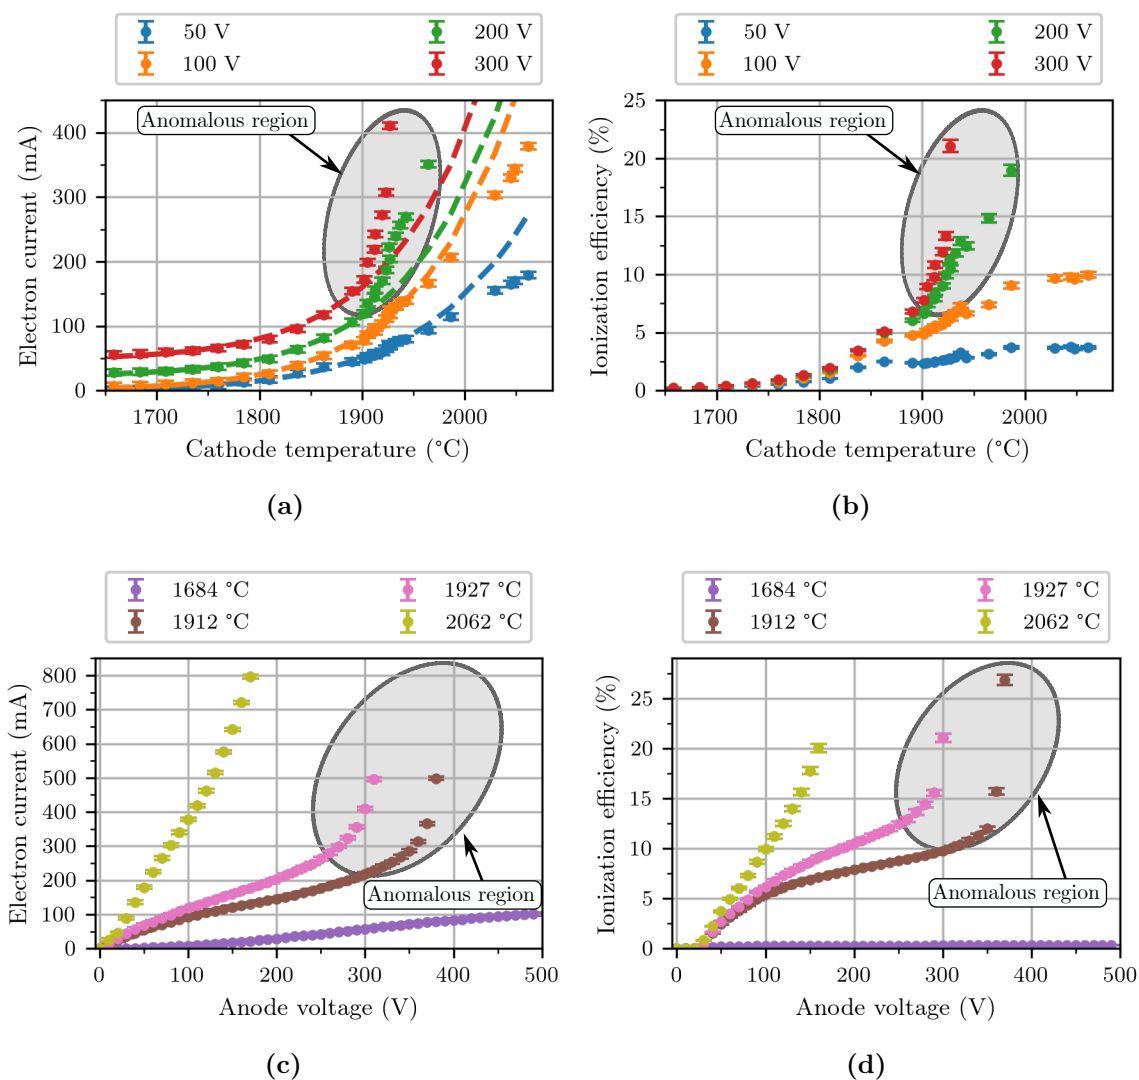 50 V
200 V
100 V
300 V
Anomalous region
Electron current (mA)
400
300
200
100
0
1700
1800
1900
2000
Cathode temperature (°C)
(a)
50 V
200 V
100 V
300 V
Anomalous region
Ionization efficiency (%)
25
20
15
10
5
0
1700
1800
1900
2000
Cathode temperature (°C)
(b)
1684 °C
1927 °C
1912 °C
2062 °C
Electron current (mA)
800
700
600
500
400
300
200
100
0
Anomalous region
0
100
200
300
400
500
Anode voltage (V)
(c)
1684 °C
1927 °C
1912 °C
2062 °C
Ionization efficiency (%)
25
20
15
10
5
0
Anomalous region
0
100
200
300
400
500
Anode voltage (V)
(d)